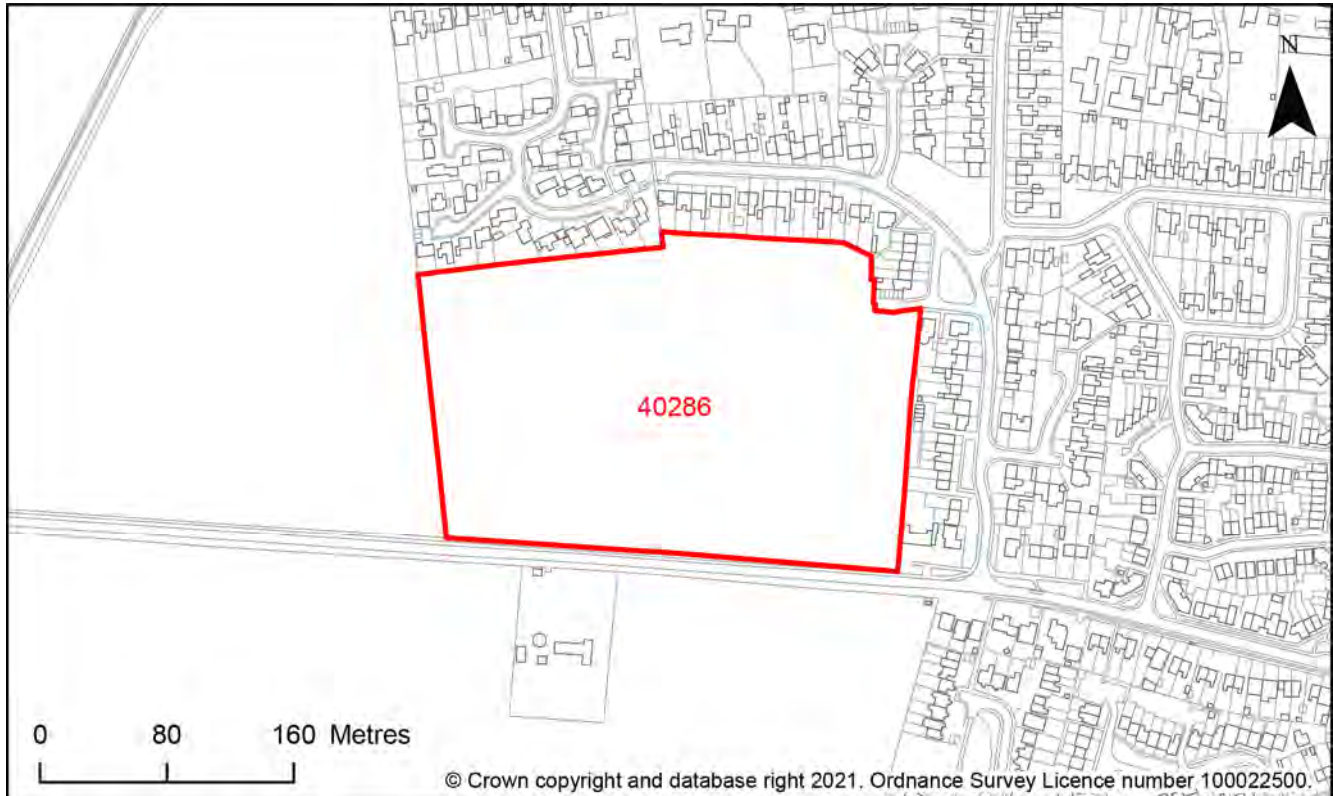 N
40286
0 80 160 Metres
© Crown copyright and database right 2021. Ordnance Survey Licence number 100022500.